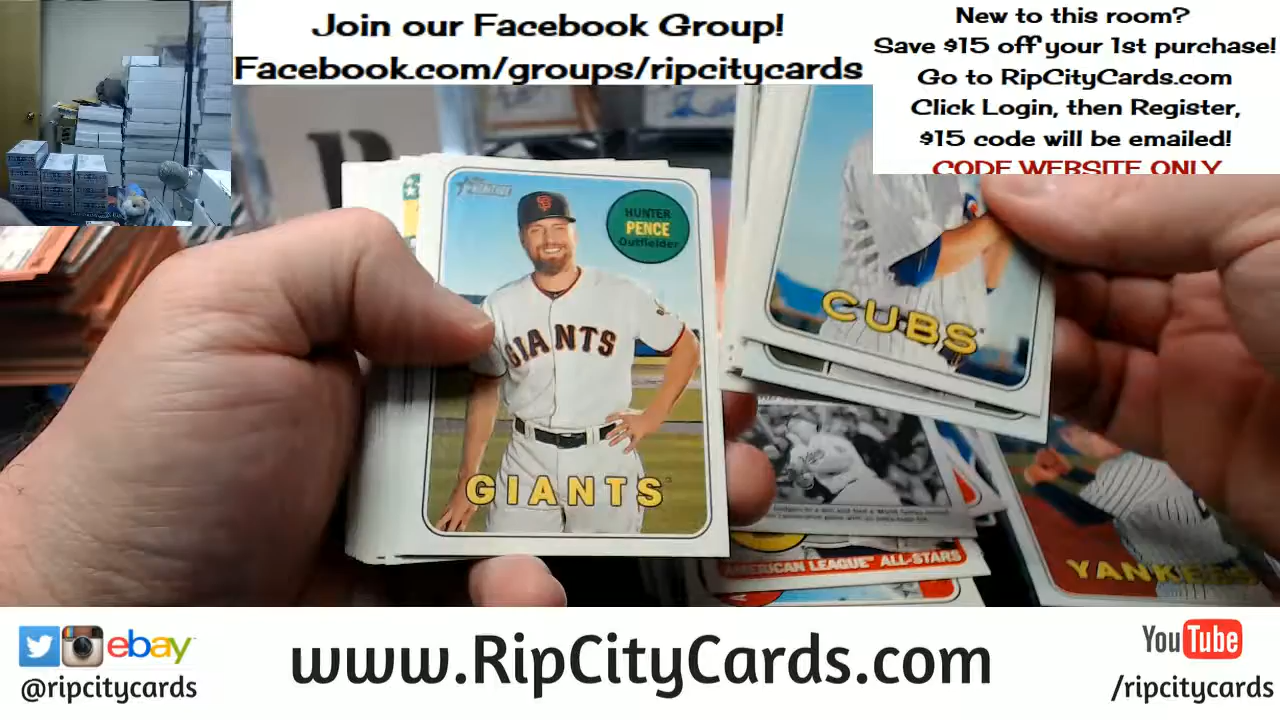 Join our Facebook Group!
Facebook.com/groups/ripcitycards
New to this room?
Save $15 off your 1st purchase!
Go to RipCityCards.com
Click Login, then Register,
$15 code will be emailed!
CODE WEBSITE ONLY
HERITAGE
HUNTER
PENCE
Outfielder
GIANTS
GIANTS
CUBS
AMERICAN LEAGUE ALL-STARS
YANKEES
ebay
@ripcitycards
www.RipCityCards.com
YouTube
/ripcitycards